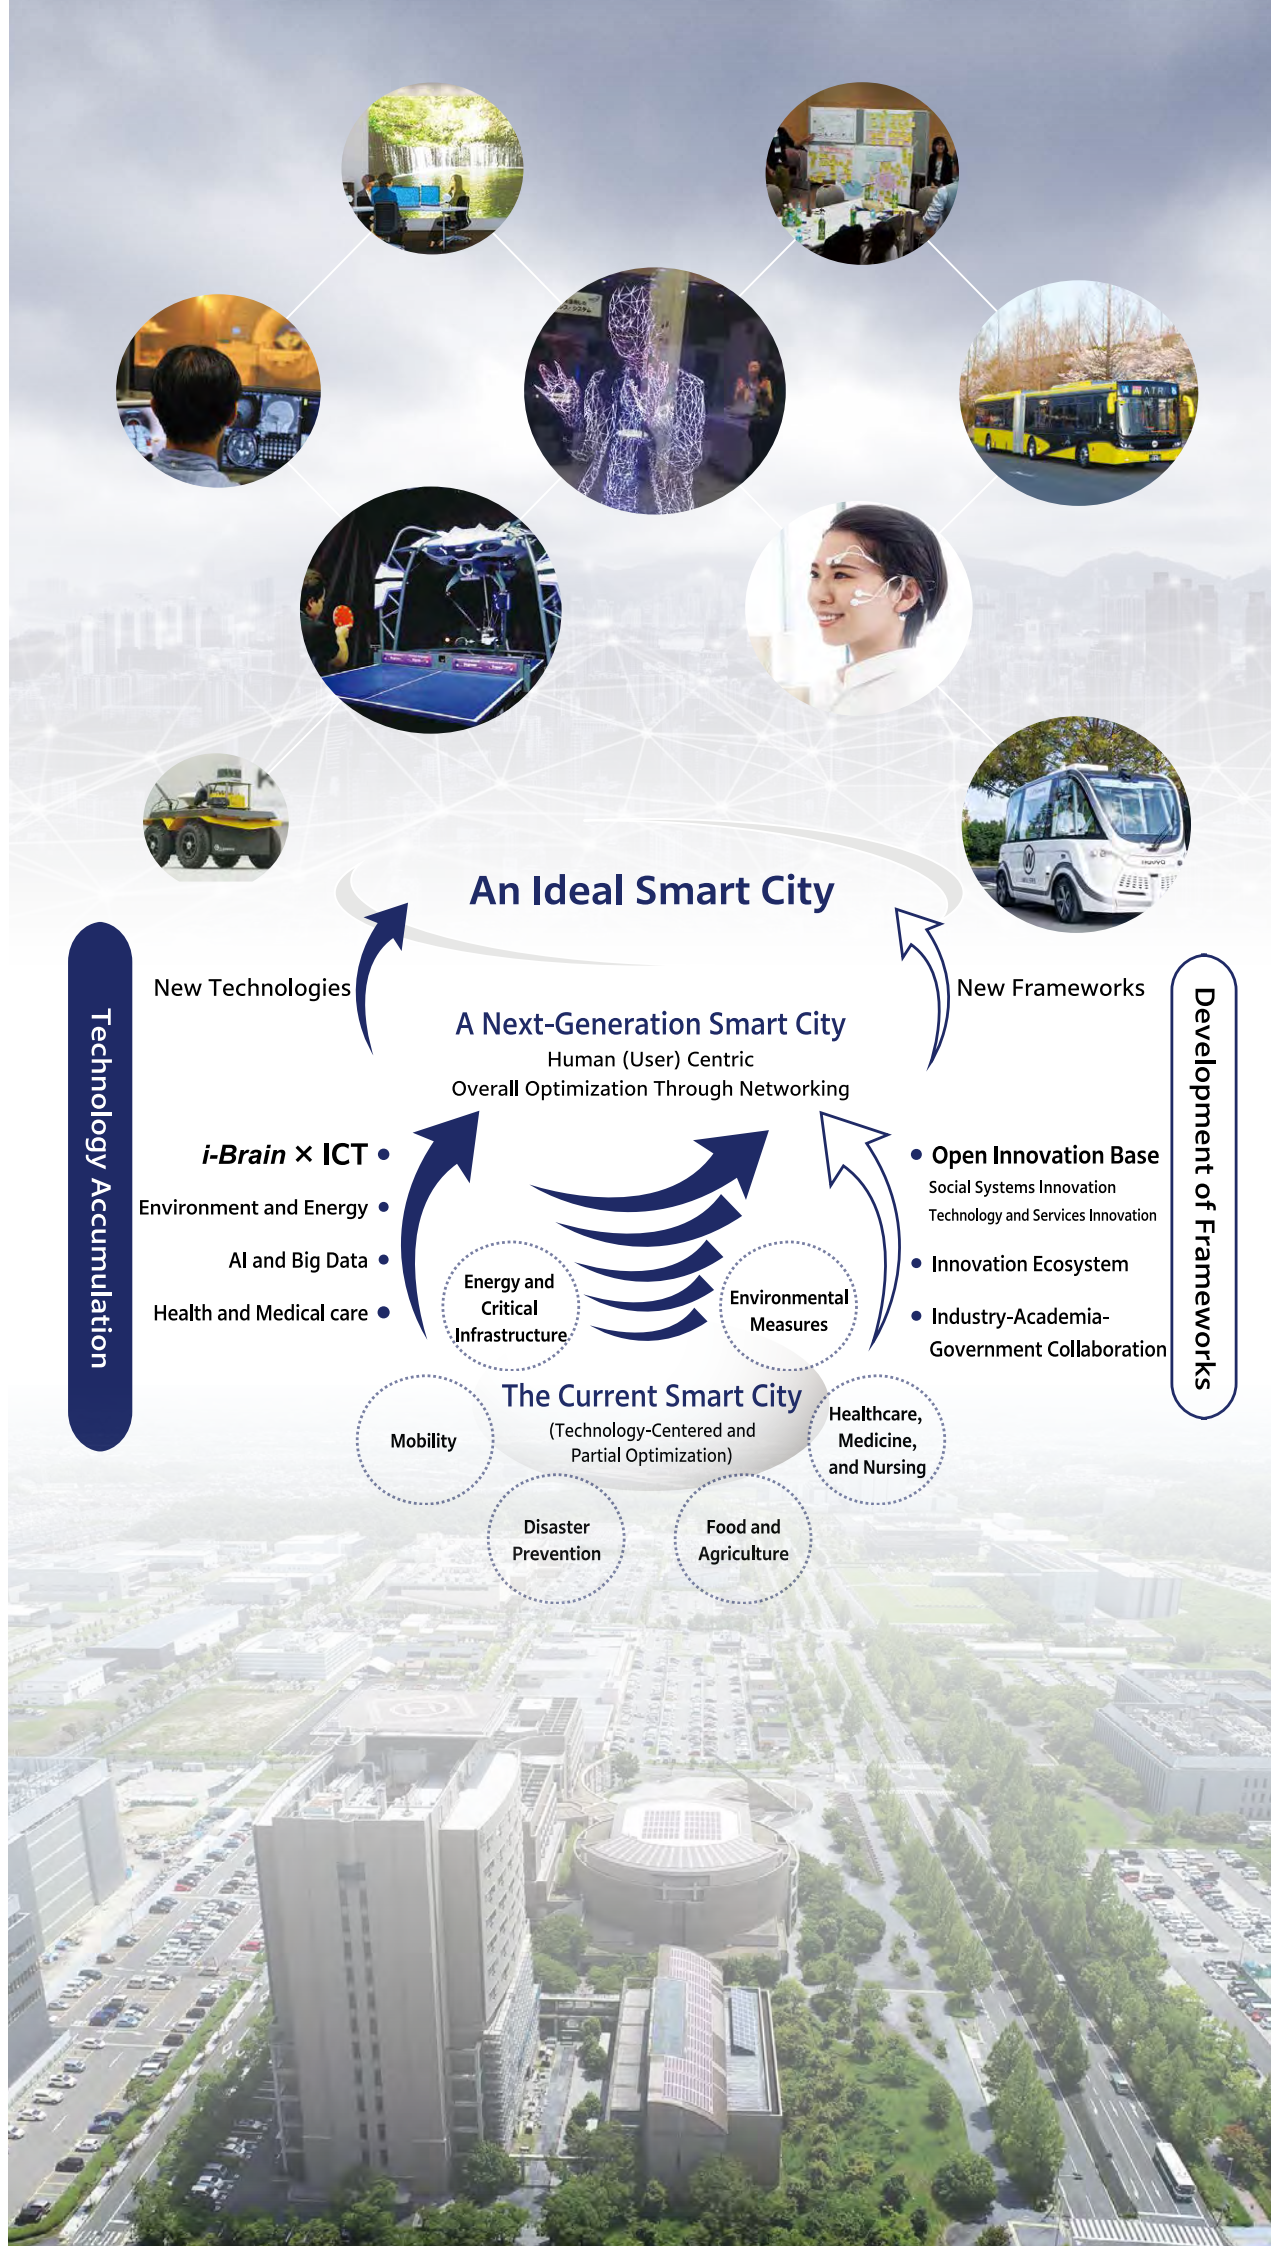 ATR
An Ideal Smart City
New Technologies
New Frameworks
Technology Accumulation
Development of Frameworks
A Next-Generation Smart City
Human (User) Centric
Overall Optimization Through Networking
i-Brain × ICT
Environment and Energy
AI and Big Data
Health and Medical care
Open Innovation Base
Social Systems Innovation
Technology and Services Innovation
Innovation Ecosystem
Industry-Academia-
Government Collaboration
Energy and
Critical
Infrastructure
Environmental
Measures
The Current Smart City
(Technology-Centered and
Partial Optimization)
Mobility
Healthcare,
Medicine,
and Nursing
Disaster
Prevention
Food and
Agriculture